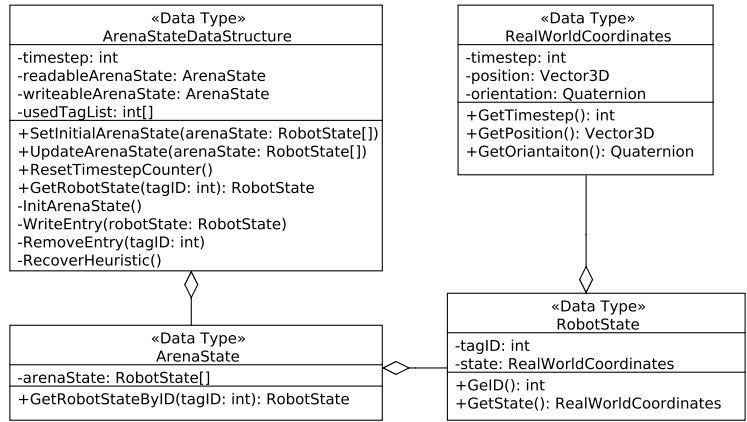 «Data Type»
ArenaStateDataStructure
-timestep: int
-readableArenaState: ArenaState
-writeableArenaState: ArenaState
-usedTagList: int[]
+SetInitialArenaState(arenaState: RobotState[])
+UpdateArenaState(arenaState: RobotState[])
+ResetTimestepCounter()
+GetRobotState(tagID: int): RobotState
-InitArenaState()
-WriteEntry(robotState: RobotState)
-RemoveEntry(tagID: int)
-RecoverHeuristic()
«Data Type»
RealWorldCoordinates
-timestep: int
-position: Vector3D
-orientation: Quaternion
+GetTimestep(): int
+GetPosition(): Vector3D
+GetOriantaiton(): Quaternion
«Data Type»
ArenaState
-arenaState: RobotState[]
+GetRobotStateByID(tagID: int): RobotState
«Data Type»
RobotState
-tagID: int
-state: RealWorldCoordinates
+GeID(): int
+GetState(): RealWorldCoordinates